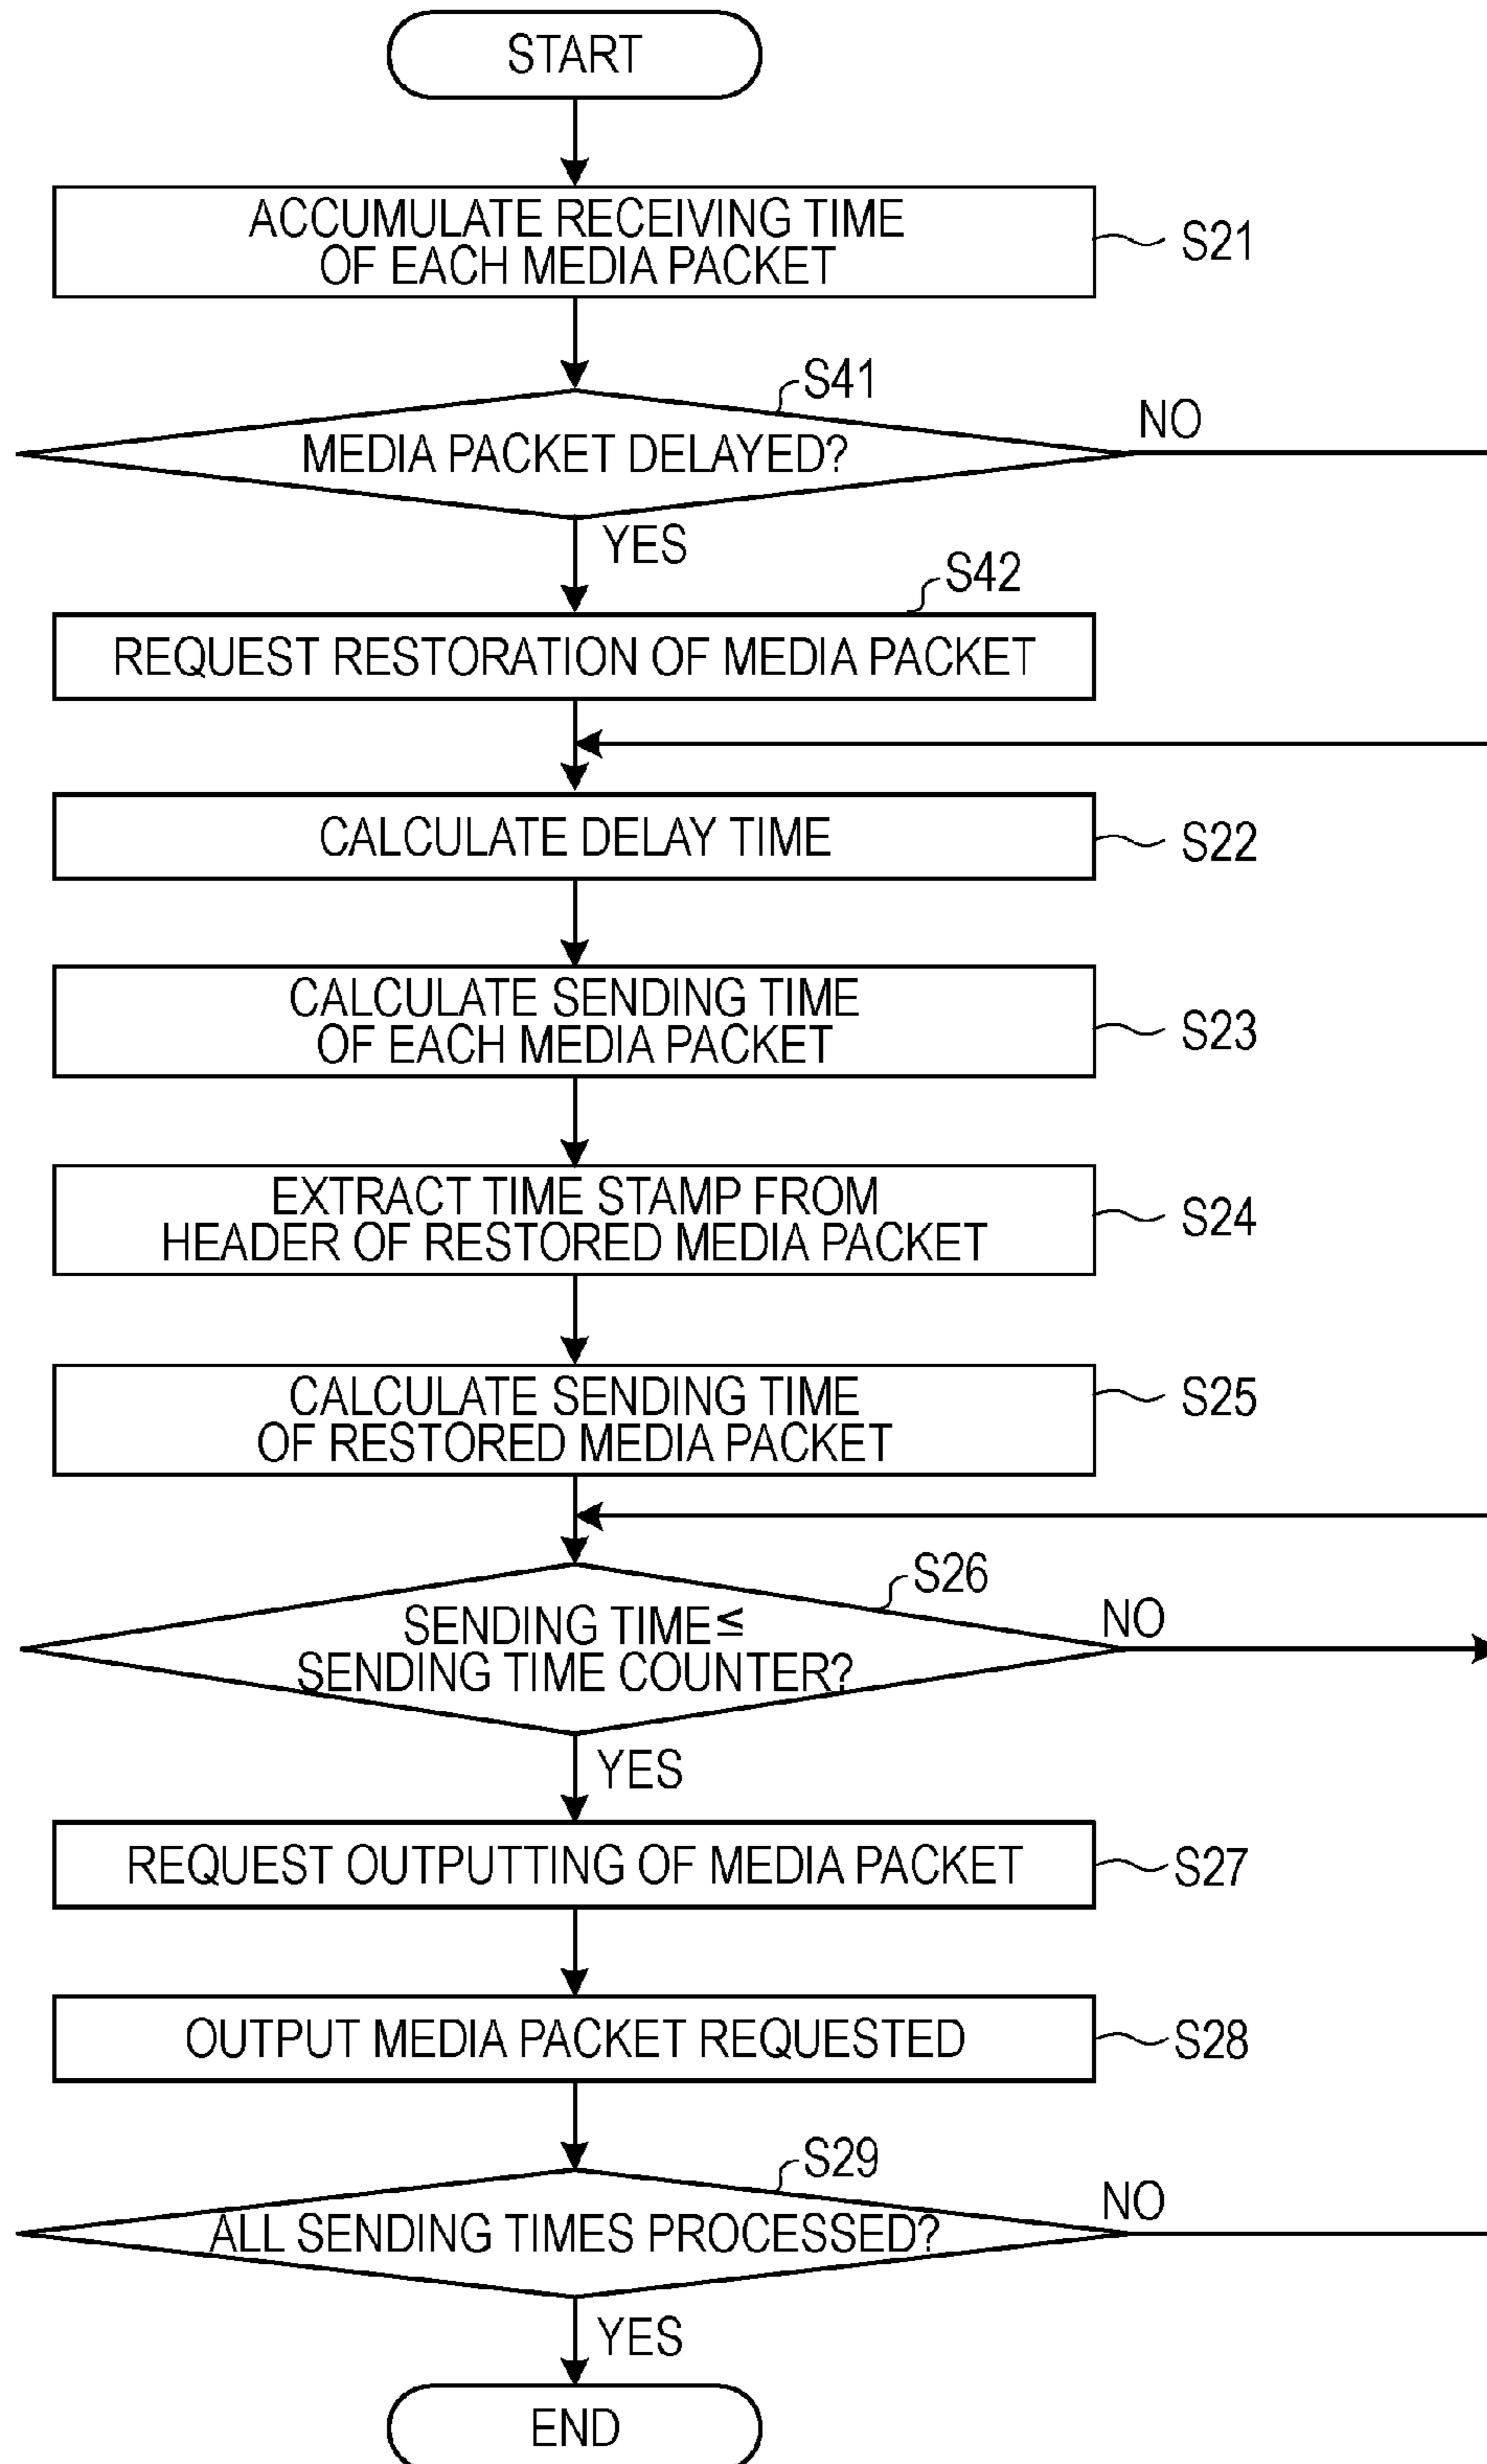 START
ACCUMULATE RECEIVING TIME
OF EACH MEDIA PACKET
S21
S41
MEDIA PACKET DELAYED?
NO
YES
S42
REQUEST RESTORATION OF MEDIA PACKET
CALCULATE DELAY TIME
S22
CALCULATE SENDING TIME
OF EACH MEDIA PACKET
S23
EXTRACT TIME STAMP FROM
HEADER OF RESTORED MEDIA PACKET
S24
CALCULATE SENDING TIME
OF RESTORED MEDIA PACKET
S25
S26
SENDING TIME≤
SENDING TIME COUNTER?
NO
YES
REQUEST OUTPUTTING OF MEDIA PACKET
S27
OUTPUT MEDIA PACKET REQUESTED
S28
S29
ALL SENDING TIMES PROCESSED?
NO
YES
END